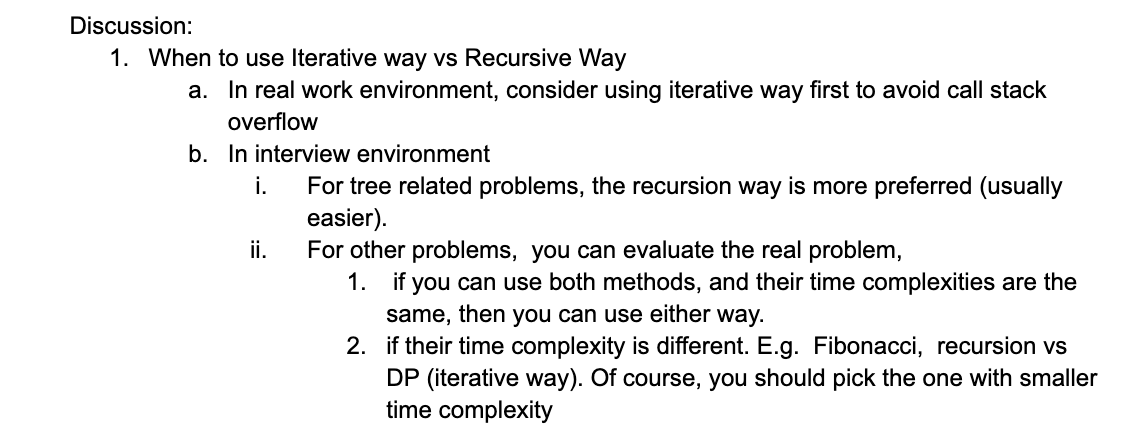 Discussion:
1. When to use Iterative way vs Recursive Way
a. In real work environment, consider using iterative way first to avoid call stack
overflow
b. In interview environment
i. For tree related problems, the recursion way is more preferred (usually
easier).
ii. For other problems, you can evaluate the real problem,
1. if you can use both methods, and their time complexities are the
same, then you can use either way.
2. if their time complexity is different. E.g. Fibonacci, recursion vs
DP (iterative way). Of course, you should pick the one with smaller
time complexity